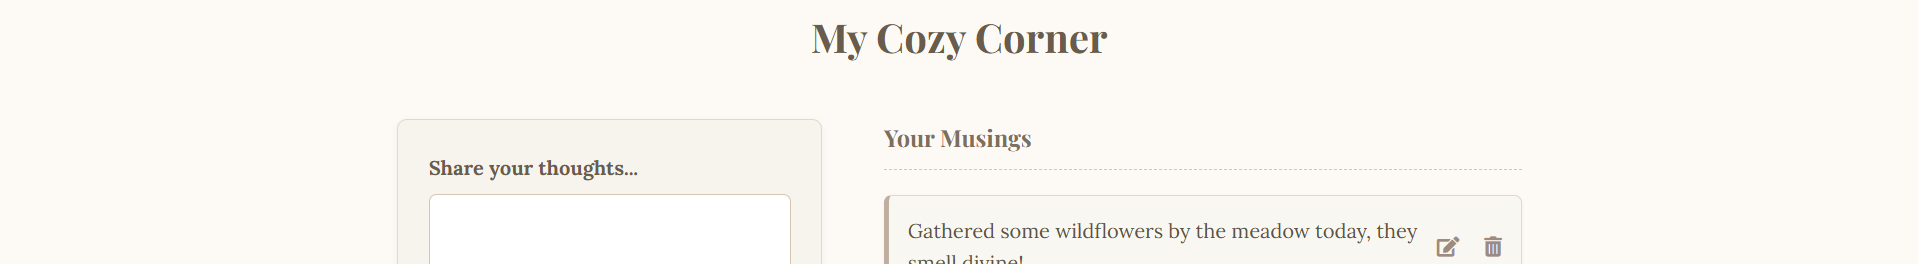 My Cozy Corner
Share your thoughts...
Your Musings
Gathered some wildflowers by the meadow today, they
smell divine!